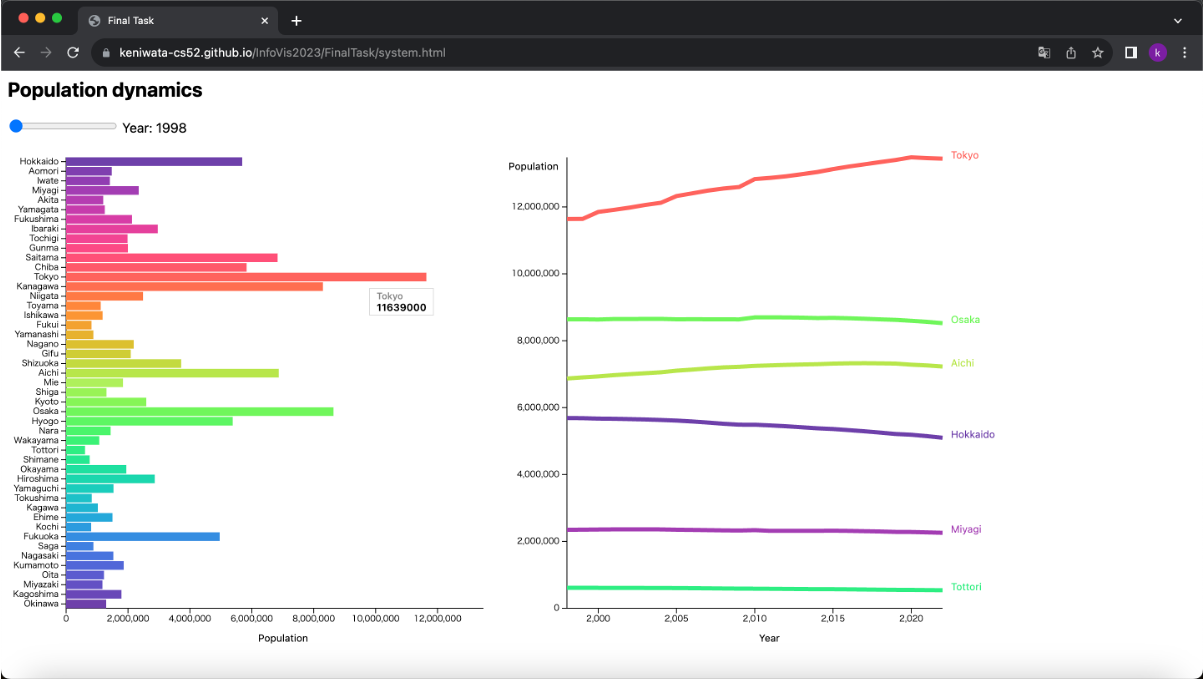 Final Task
keniwata-cs52.github.io/InfoVis2023/FinalTask/system.html
k
Population dynamics
Year: 1998
Hokkaido
Aomori
Iwate
Miyagi
Akita
Yamagata
Fukushima
Ibaraki
Tochigi
Gunma
Saitama
Chiba
Tokyo
Kanagawa
Niigata
Toyama
Ishikawa
Fukui
Yamanashi
Nagano
Gifu
Shizuoka
Aichi
Mie
Shiga
Kyoto
Osaka
Hyogo
Nara
Wakayama
Tottori
Shimane
Okayama
Hiroshima
Yamaguchi
Tokushima
Kagawa
Ehime
Kochi
Fukuoka
Saga
Nagasaki
Kumamoto
Oita
Miyazaki
Kagoshima
Okinawa
0 2,000,000 4,000,000 6,000,000 8,000,000 10,000,000 12,000,000
Population
Tokyo
11639000
Population
12,000,000
10,000,000
8,000,000
6,000,000
4,000,000
2,000,000
0
2,000 2,005 2,010 2,015 2,020
Year
Tokyo
Osaka
Aichi
Hokkaido
Miyagi
Tottori